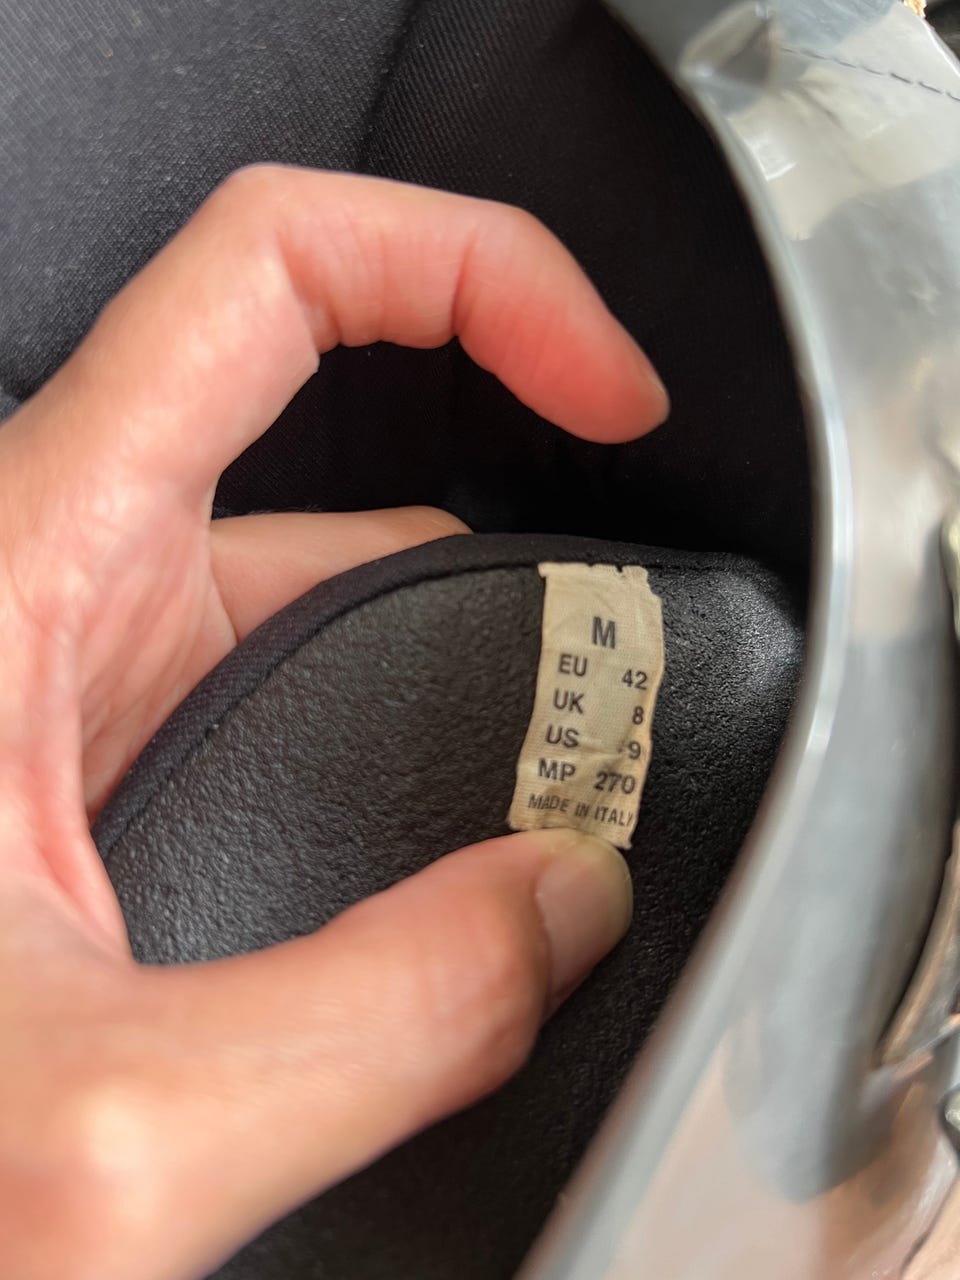 M
EU 42
UK 8
US 9
MP 270
MADE IN ITALY